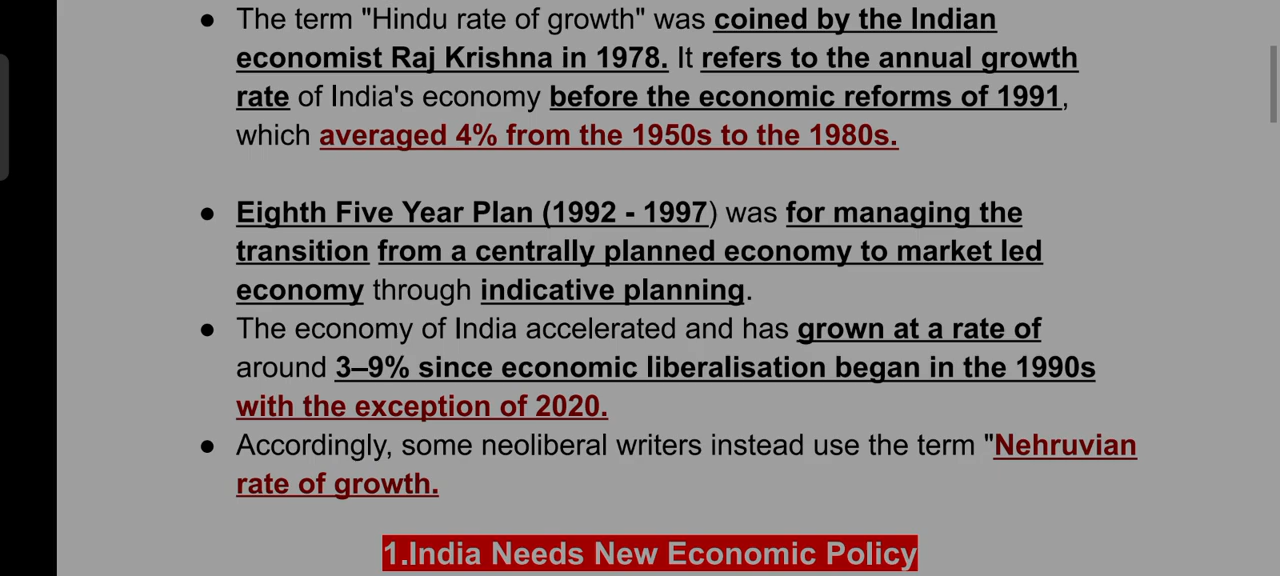 ● The term "Hindu rate of growth" was coined by the Indian
economist Raj Krishna in 1978. It refers to the annual growth
rate of India's economy before the economic reforms of 1991,
which averaged 4% from the 1950s to the 1980s.
● Eighth Five Year Plan (1992 - 1997) was for managing the
transition from a centrally planned economy to market led
economy through indicative planning.
● The economy of India accelerated and has grown at a rate of
around 3–9% since economic liberalisation began in the 1990s
with the exception of 2020.
● Accordingly, some neoliberal writers instead use the term "Nehruvian
rate of growth.
1.India Needs New Economic Policy